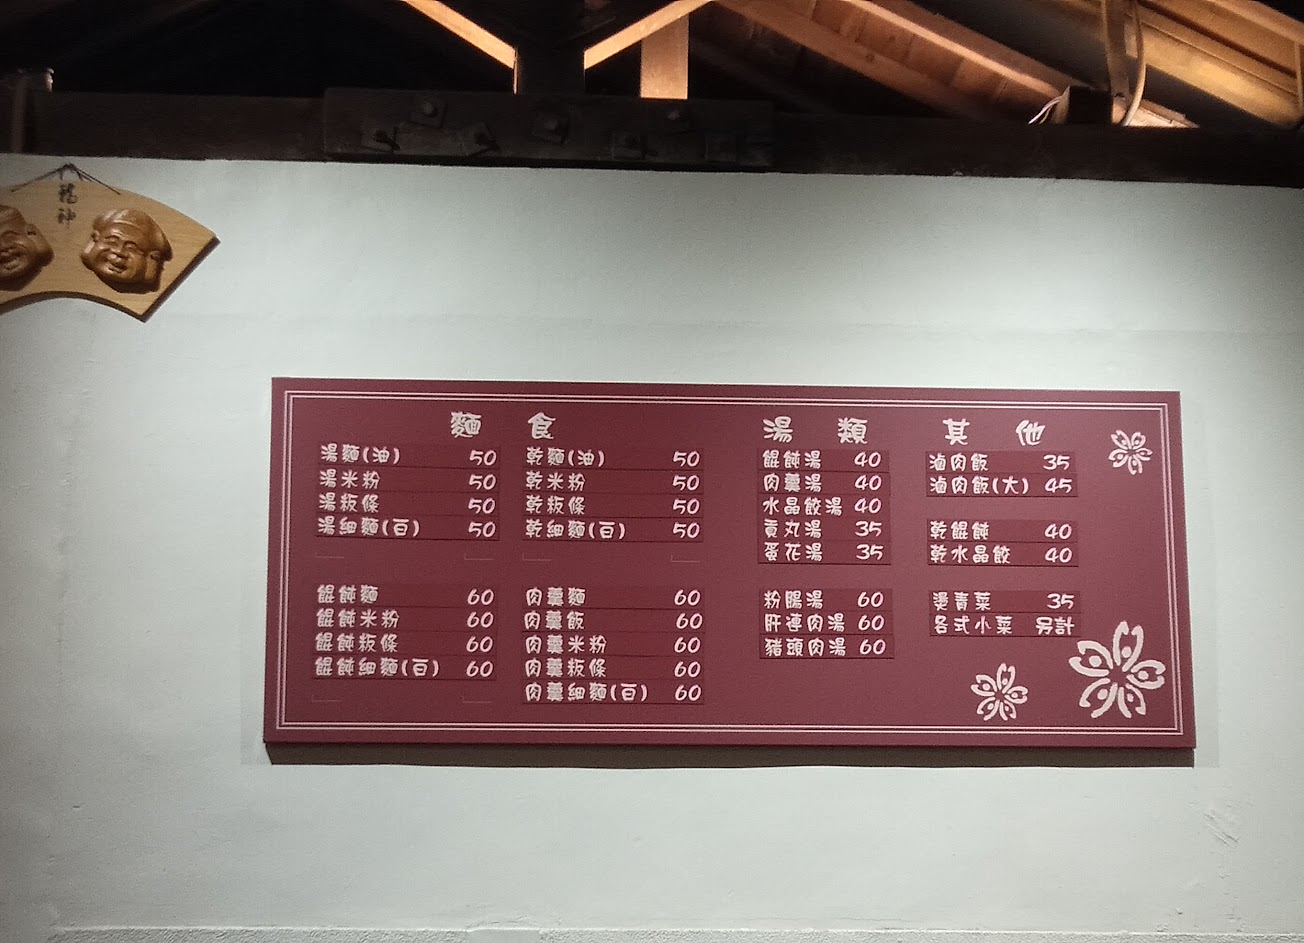 福神
麵食
湯麵(油) 50
湯米粉 50
湯粄條 50
湯細麵(白) 50
餛飩麵 60
餛飩米粉 60
餛飩粄條 60
餛飩細麵(白) 60
乾麵(油) 50
乾米粉 50
乾粄條 50
乾細麵(白) 50
肉羹麵 60
肉羹飯 60
肉羹米粉 60
肉羹粄條 60
肉羹細麵(白) 60
湯類
餛飩湯 40
肉羹湯 40
水晶餃湯 40
貢丸湯 35
蛋花湯 35
粉腸湯 60
肝連肉湯 60
豬頭肉湯 60
其他
滷肉飯 35
滷肉飯(大) 45
乾餛飩 40
乾水晶餃 40
燙青菜 35
各式小菜 另計